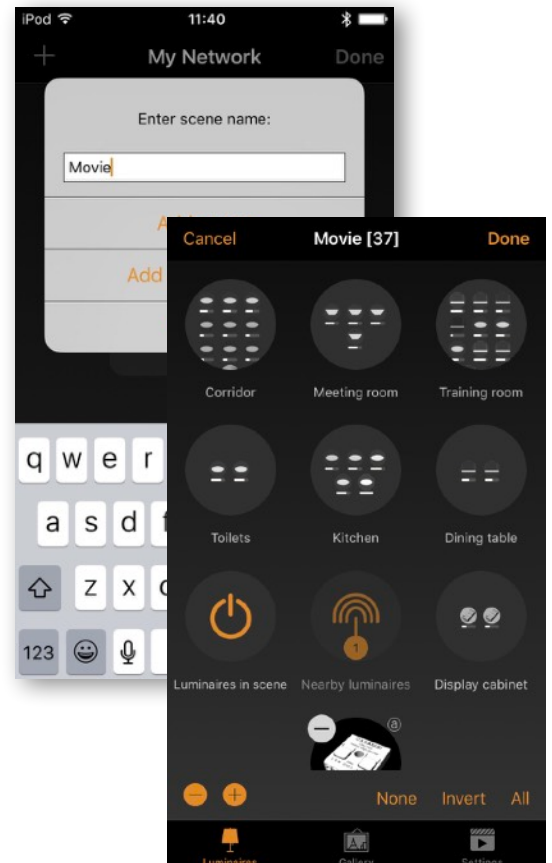 iPod 11:40
My Network Done
Enter scene name:
Movie
Add
q w e r
a s d
z x
123
Cancel Movie [37] Done
Corridor Meeting room Training room
Toilets Kitchen Dining table
1
Luminaires in scene Nearby luminaires Display cabinet
a
None Invert All
Luminaires Gallery Settings